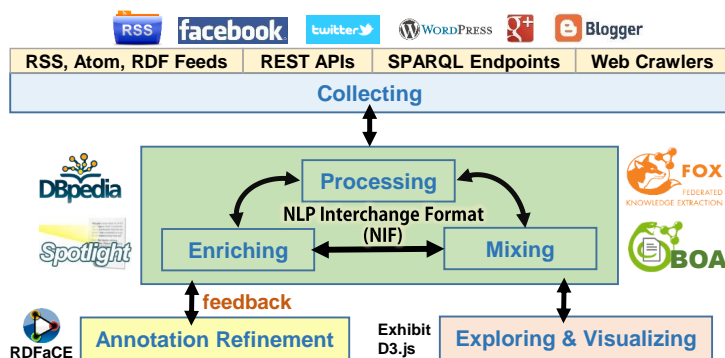 RSS facebook twitter WORDPRESS g+ Blogger
RSS, Atom, RDF Feeds REST APIs SPARQL Endpoints Web Crawlers
Collecting
DBpedia
Spotlight
Processing
NLP Interchange Format
(NIF)
Enriching
Mixing
FOX
FEDERATED
KNOWLEDGE EXTRACTION
BOA
feedback
RDFaCE
Annotation Refinement
Exhibit
D3.js
Exploring & Visualizing